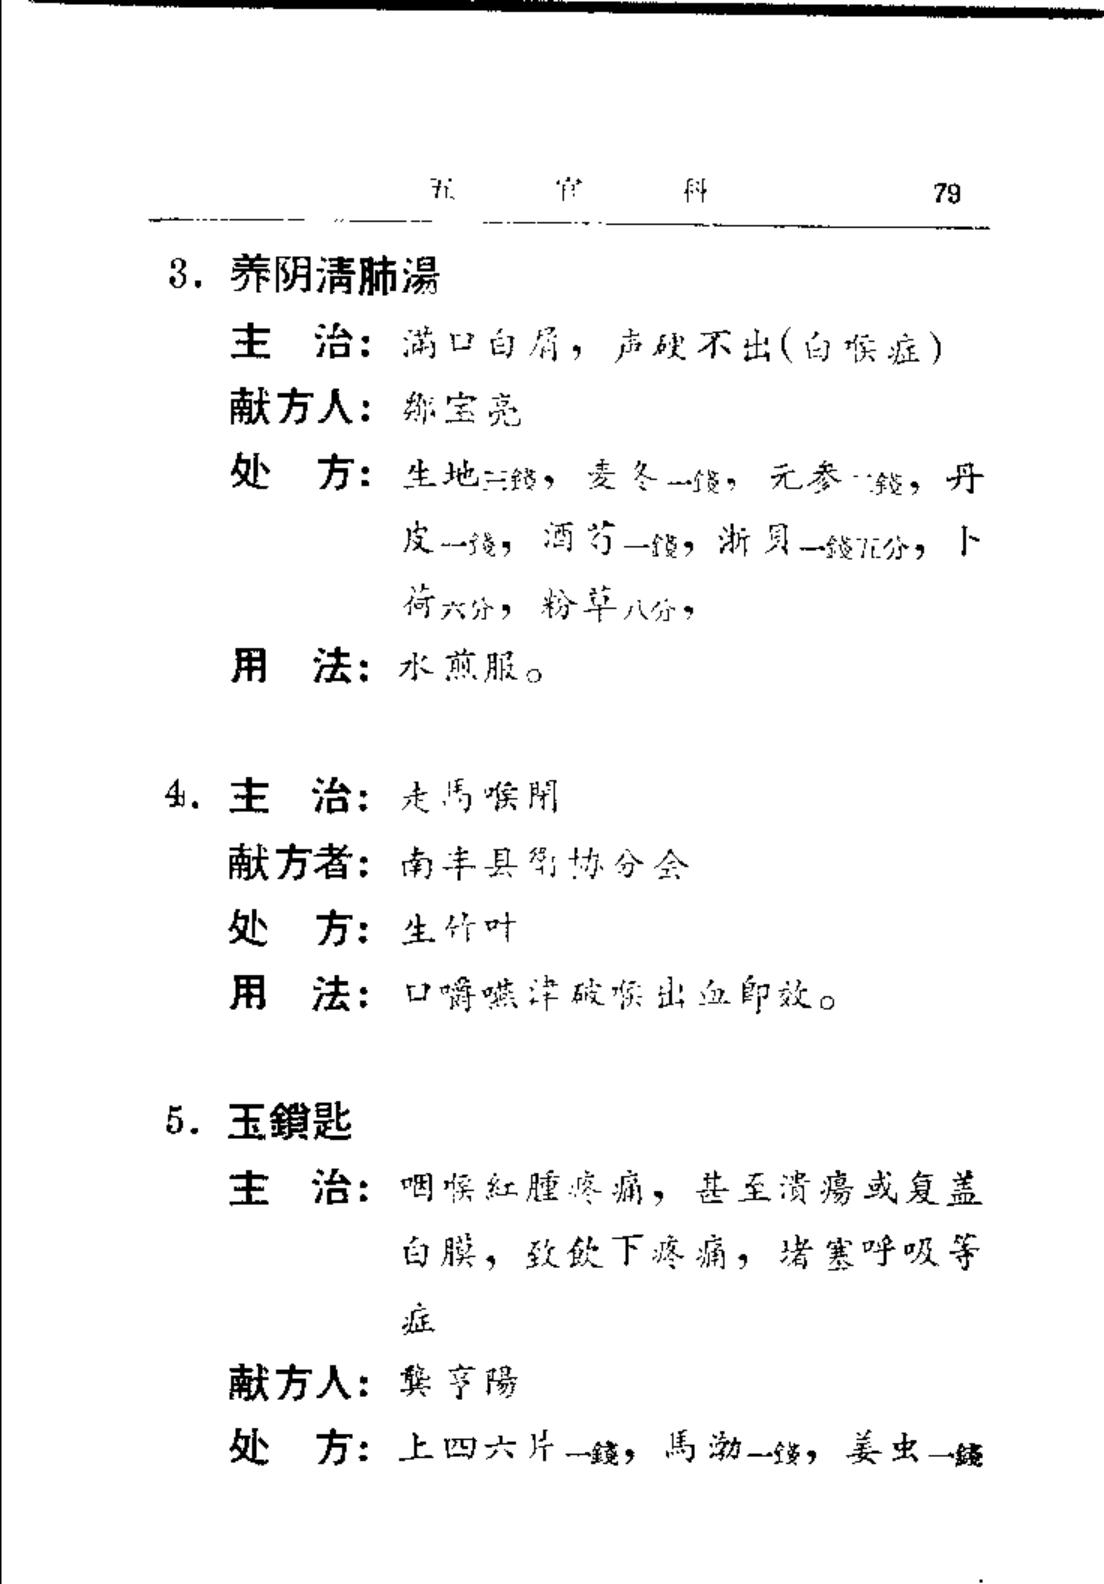 五官科 79
3. 养阴清肺湯
主 治: 满口白屑，声硬不出(白喉症)
献方人: 鄒宝亮
处 方: 生地三錢，麦冬一錢，元参二錢，丹
皮一錢，酒芍一錢，浙貝一錢五分，卜
荷六分，粉草八分，
用 法: 水煎服。
4. 主 治: 走馬喉閉
献方者: 南丰县衛协分会
处 方: 生竹叶
用 法: 口嚼嚥津破喉出血即效。
5. 玉鎖匙
主 治: 咽喉紅腫疼痛，甚至潰瘍或复盖
白膜，致飲下疼痛，堵塞呼吸等
症
献方人: 龔亨陽
处 方: 上四六片一錢，馬渤一錢，姜虫一錢